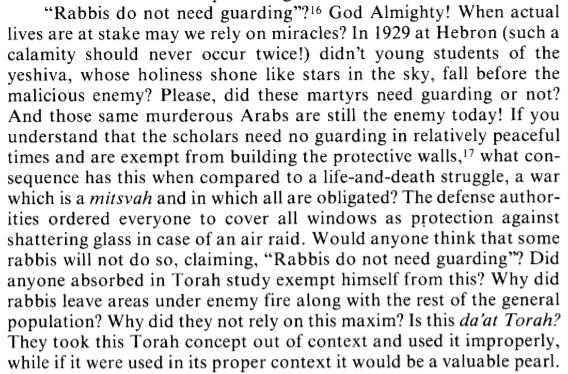 “Rabbis do not need guarding”?16 God Almighty! When actual
lives are at stake may we rely on miracles? In 1929 at Hebron (such a
calamity should never occur twice!) didn’t young students of the
yeshiva, whose holiness shone like stars in the sky, fall before the
malicious enemy? Please, did these martyrs need guarding or not?
And those same murderous Arabs are still the enemy today! If you
understand that the scholars need no guarding in relatively peaceful
times and are exempt from building the protective walls,17 what con-
sequence has this when compared to a life-and-death struggle, a war
which is a mitsvah and in which all are obligated? The defense author-
ities ordered everyone to cover all windows as protection against
shattering glass in case of an air raid. Would anyone think that some
rabbis will not do so, claiming, “Rabbis do not need guarding”? Did
anyone absorbed in Torah study exempt himself from this? Why did
rabbis leave areas under enemy fire along with the rest of the general
population? Why did they not rely on this maxim? Is this da’at Torah?
They took this Torah concept out of context and used it improperly,
while if it were used in its proper context it would be a valuable pearl.